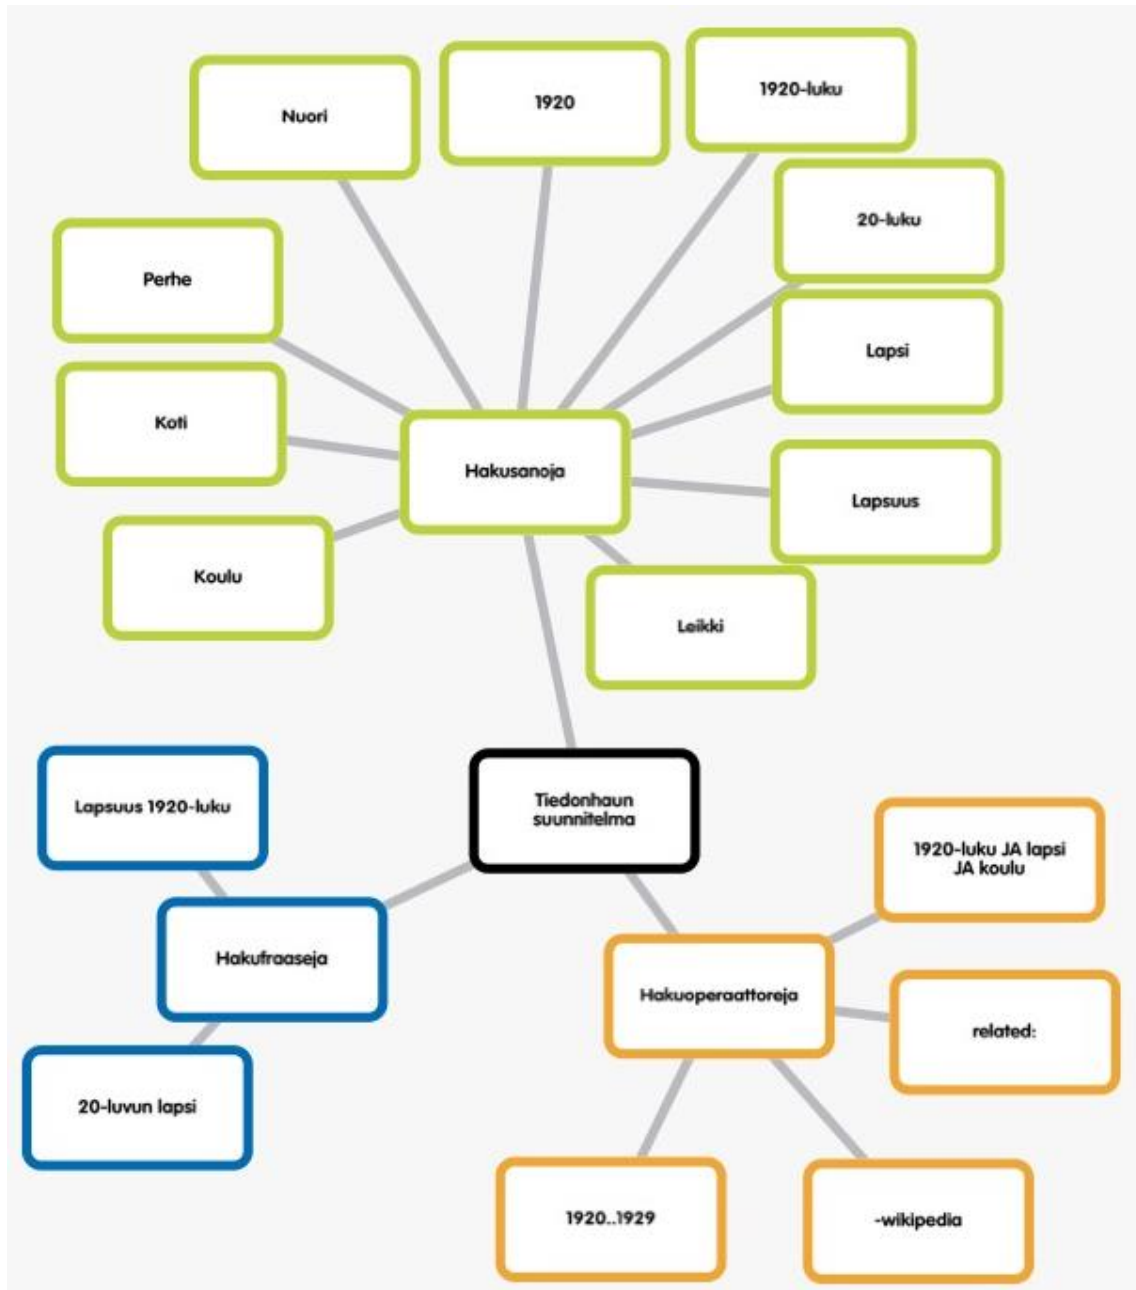 Nuori
1920
1920-luku
20-luku
Perhe
Lapsi
Koti
Hakusanoja
Lapsuus
Koulu
Leikki
Tiedonhaun
suunnitelma
Lapsuus 1920-luku
Hakufraaseja
20-luvun lapsi
1920-luku JA lapsi
JA koulu
Hakuoperaattoreja
related:
1920..1929
-wikipedia